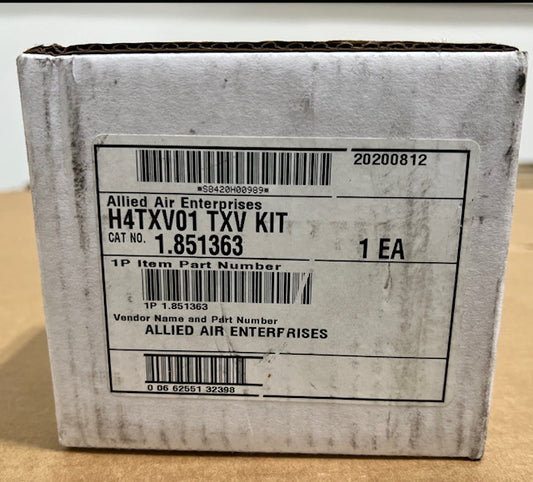 20200812
*S8420H00989*
Allied Air Enterprises
H4TXV01 TXV KIT
CAT NO. 1.851363 1 EA
1P Item Part Number
1P 1.851363
Vendor Name and Part Number
ALLIED AIR ENTERPRISES
0 06 62551 32398